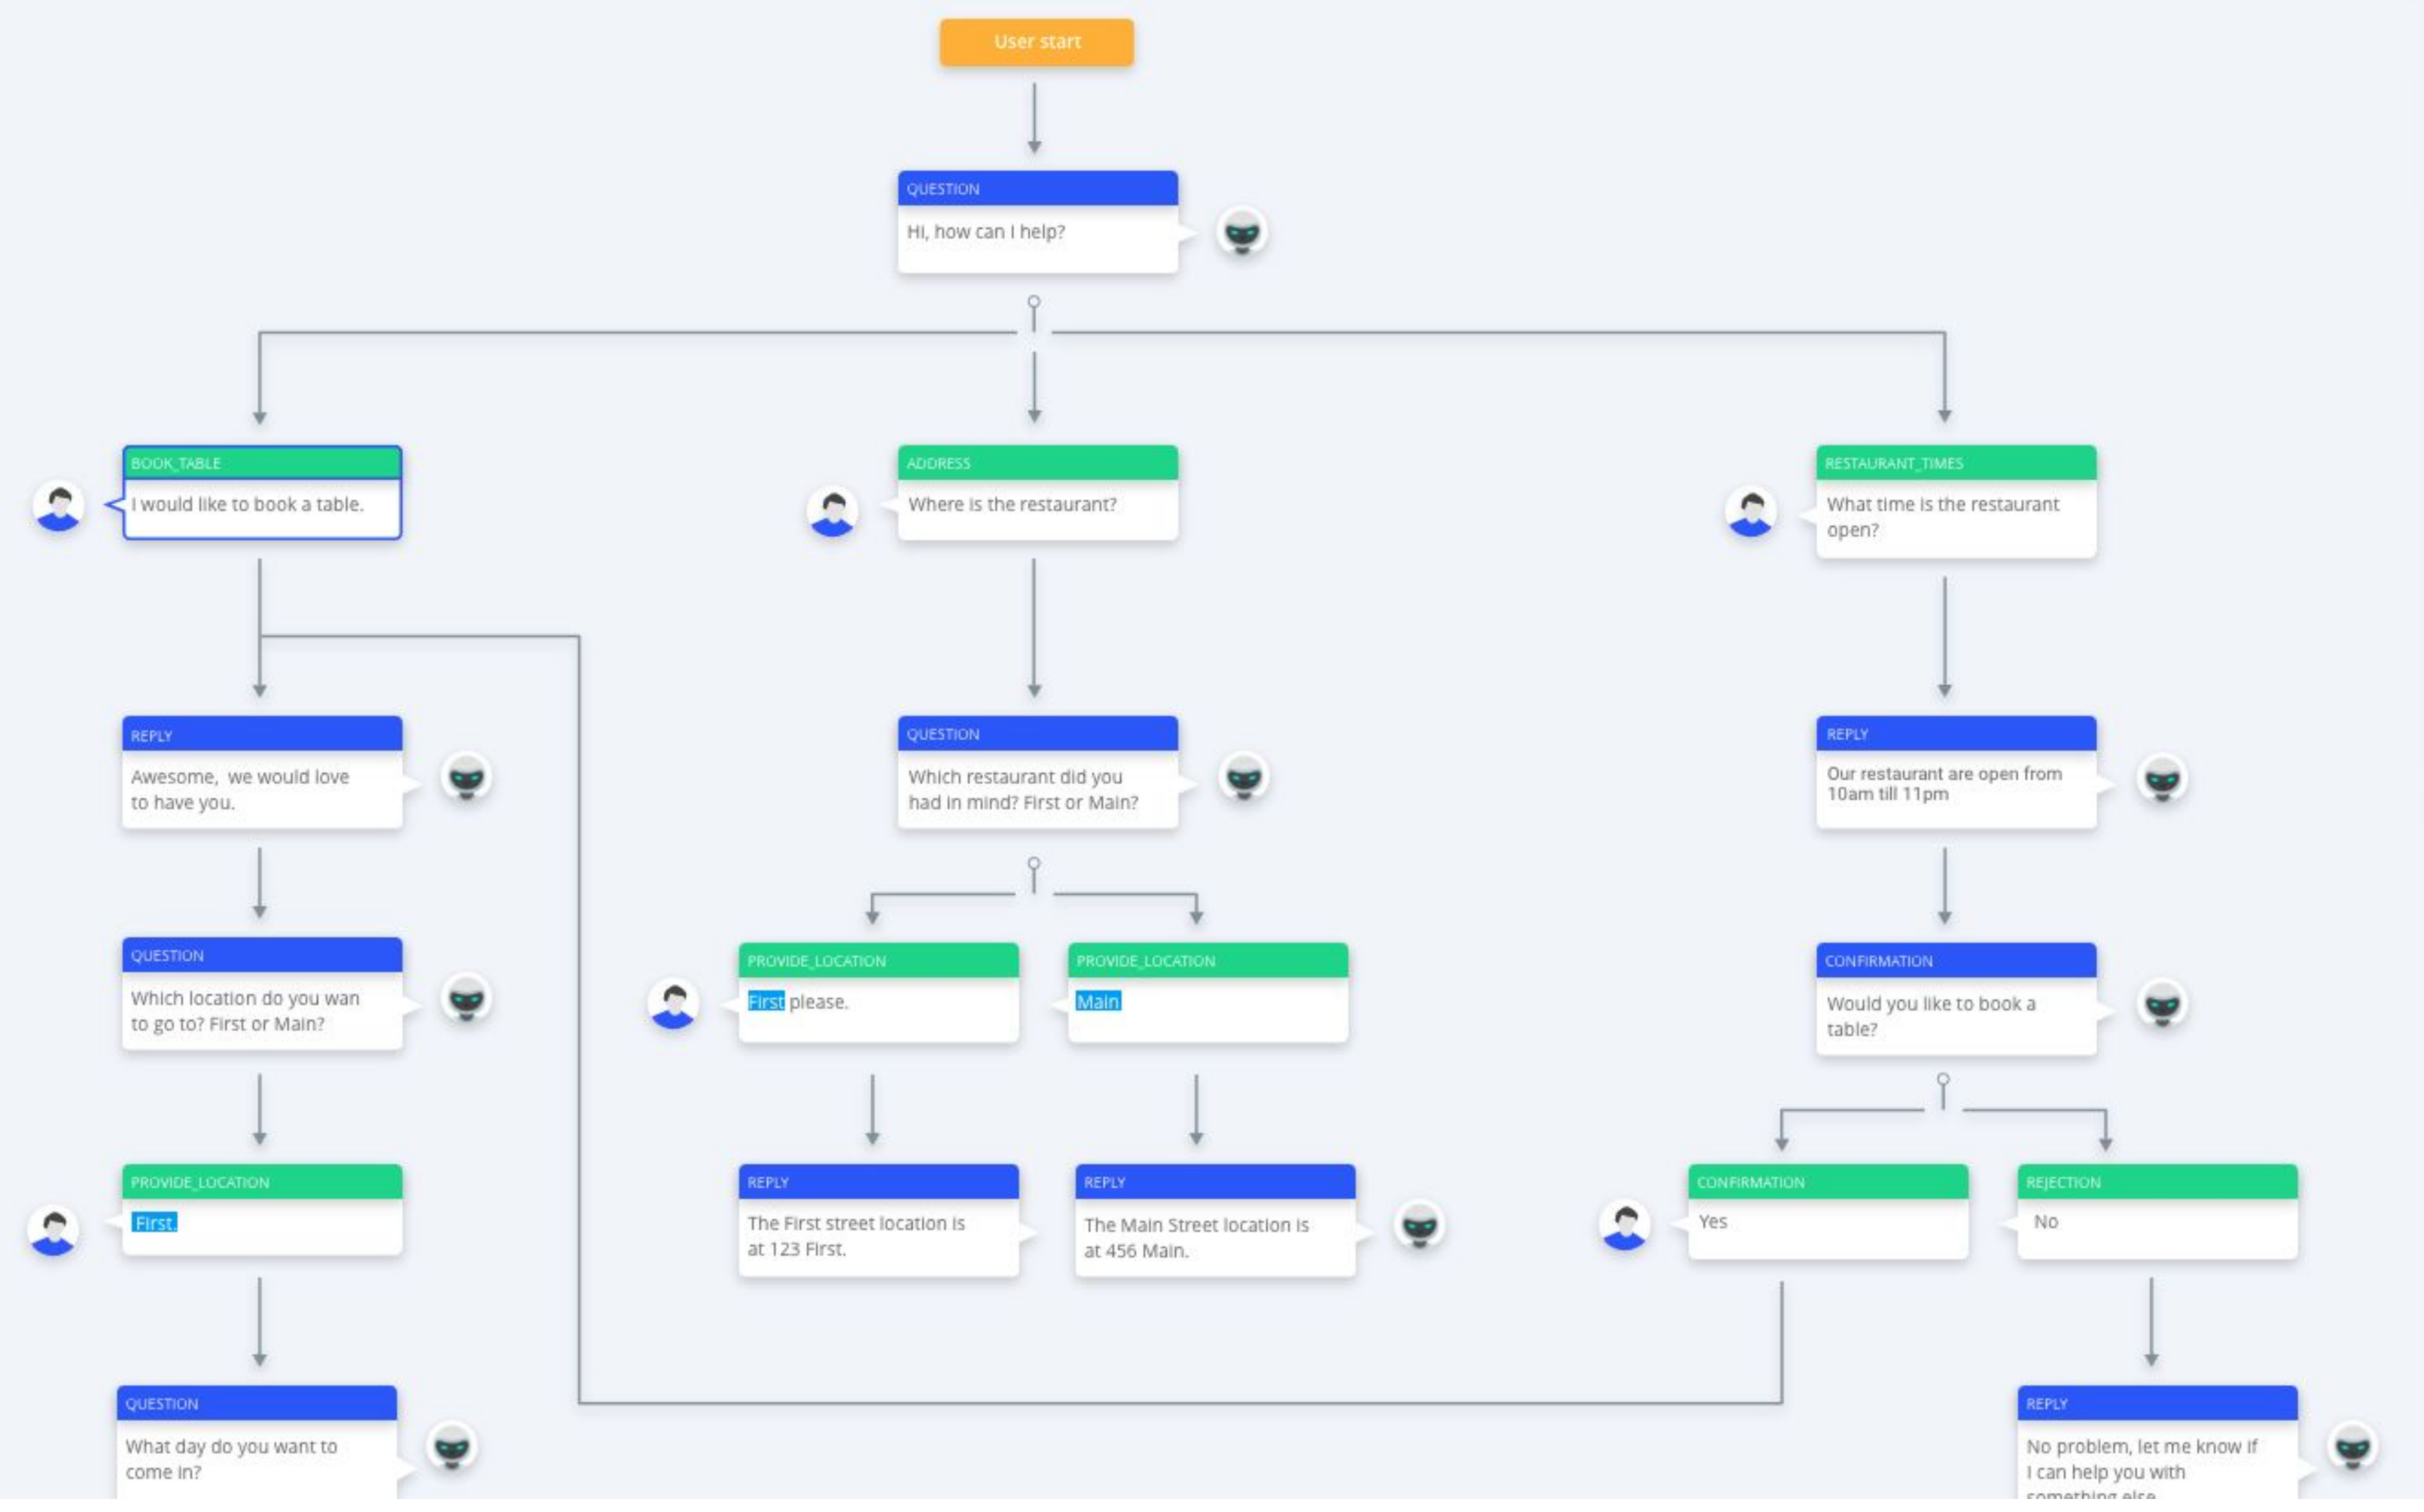 User start
QUESTION
Hi, how can I help?
BOOK_TABLE
I would like to book a table.
ADDRESS
Where is the restaurant?
RESTAURANT_TIMES
What time is the restaurant
open?
REPLY
Awesome, we would love
to have you.
QUESTION
Which restaurant did you
had in mind? First or Main?
REPLY
Our restaurant are open from
10am till 11pm
QUESTION
Which location do you wan
to go to? First or Main?
PROVIDE_LOCATION
First please.
PROVIDE_LOCATION
Main
CONFIRMATION
Would you like to book a
table?
PROVIDE_LOCATION
First.
REPLY
The First street location is
at 123 First.
REPLY
The Main Street location is
at 456 Main.
CONFIRMATION
Yes
REJECTION
No
QUESTION
What day do you want to
come in?
REPLY
No problem, let me know if
I can help you with
something else